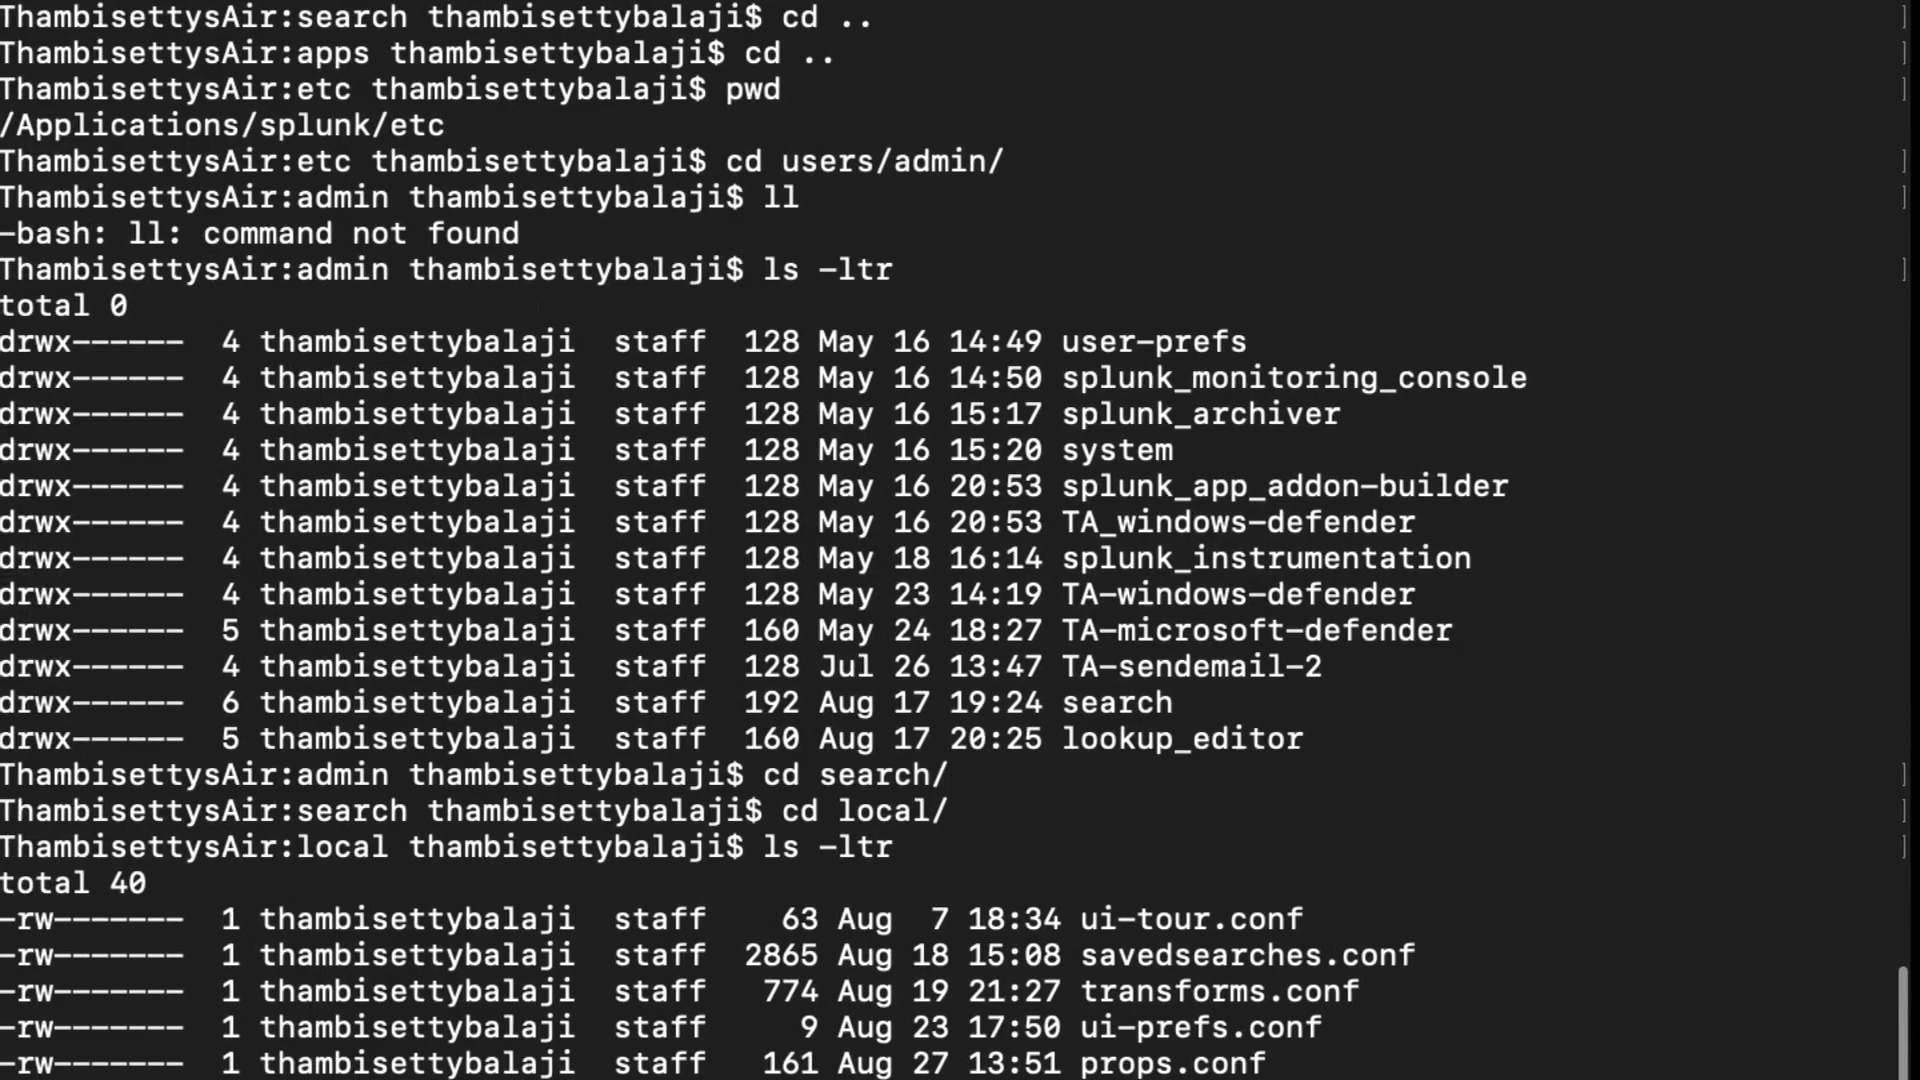 ThambisettysAir:search thambisettybalaji$ cd ..
ThambisettysAir:apps thambisettybalaji$ cd ..
ThambisettysAir:etc thambisettybalaji$ pwd
/Applications/splunk/etc
ThambisettysAir:etc thambisettybalaji$ cd users/admin/
ThambisettysAir:admin thambisettybalaji$ ll
-bash: ll: command not found
ThambisettysAir:admin thambisettybalaji$ ls -ltr
total 0
drwx------  4 thambisettybalaji  staff  128 May 16 14:49 user-prefs
drwx------  4 thambisettybalaji  staff  128 May 16 14:50 splunk_monitoring_console
drwx------  4 thambisettybalaji  staff  128 May 16 15:17 splunk_archiver
drwx------  4 thambisettybalaji  staff  128 May 16 15:20 system
drwx------  4 thambisettybalaji  staff  128 May 16 20:53 splunk_app_addon-builder
drwx------  4 thambisettybalaji  staff  128 May 16 20:53 TA_windows-defender
drwx------  4 thambisettybalaji  staff  128 May 18 16:14 splunk_instrumentation
drwx------  4 thambisettybalaji  staff  128 May 23 14:19 TA-windows-defender
drwx------  5 thambisettybalaji  staff  160 May 24 18:27 TA-microsoft-defender
drwx------  4 thambisettybalaji  staff  128 Jul 26 13:47 TA-sendemail-2
drwx------  6 thambisettybalaji  staff  192 Aug 17 19:24 search
drwx------  5 thambisettybalaji  staff  160 Aug 17 20:25 lookup_editor
ThambisettysAir:admin thambisettybalaji$ cd search/
ThambisettysAir:search thambisettybalaji$ cd local/
ThambisettysAir:local thambisettybalaji$ ls -ltr
total 40
-rw-------  1 thambisettybalaji  staff    63 Aug  7 18:34 ui-tour.conf
-rw-------  1 thambisettybalaji  staff  2865 Aug 18 15:08 savedsearches.conf
-rw-------  1 thambisettybalaji  staff   774 Aug 19 21:27 transforms.conf
-rw-------  1 thambisettybalaji  staff     9 Aug 23 17:50 ui-prefs.conf
-rw-------  1 thambisettybalaji  staff   161 Aug 27 13:51 props.conf